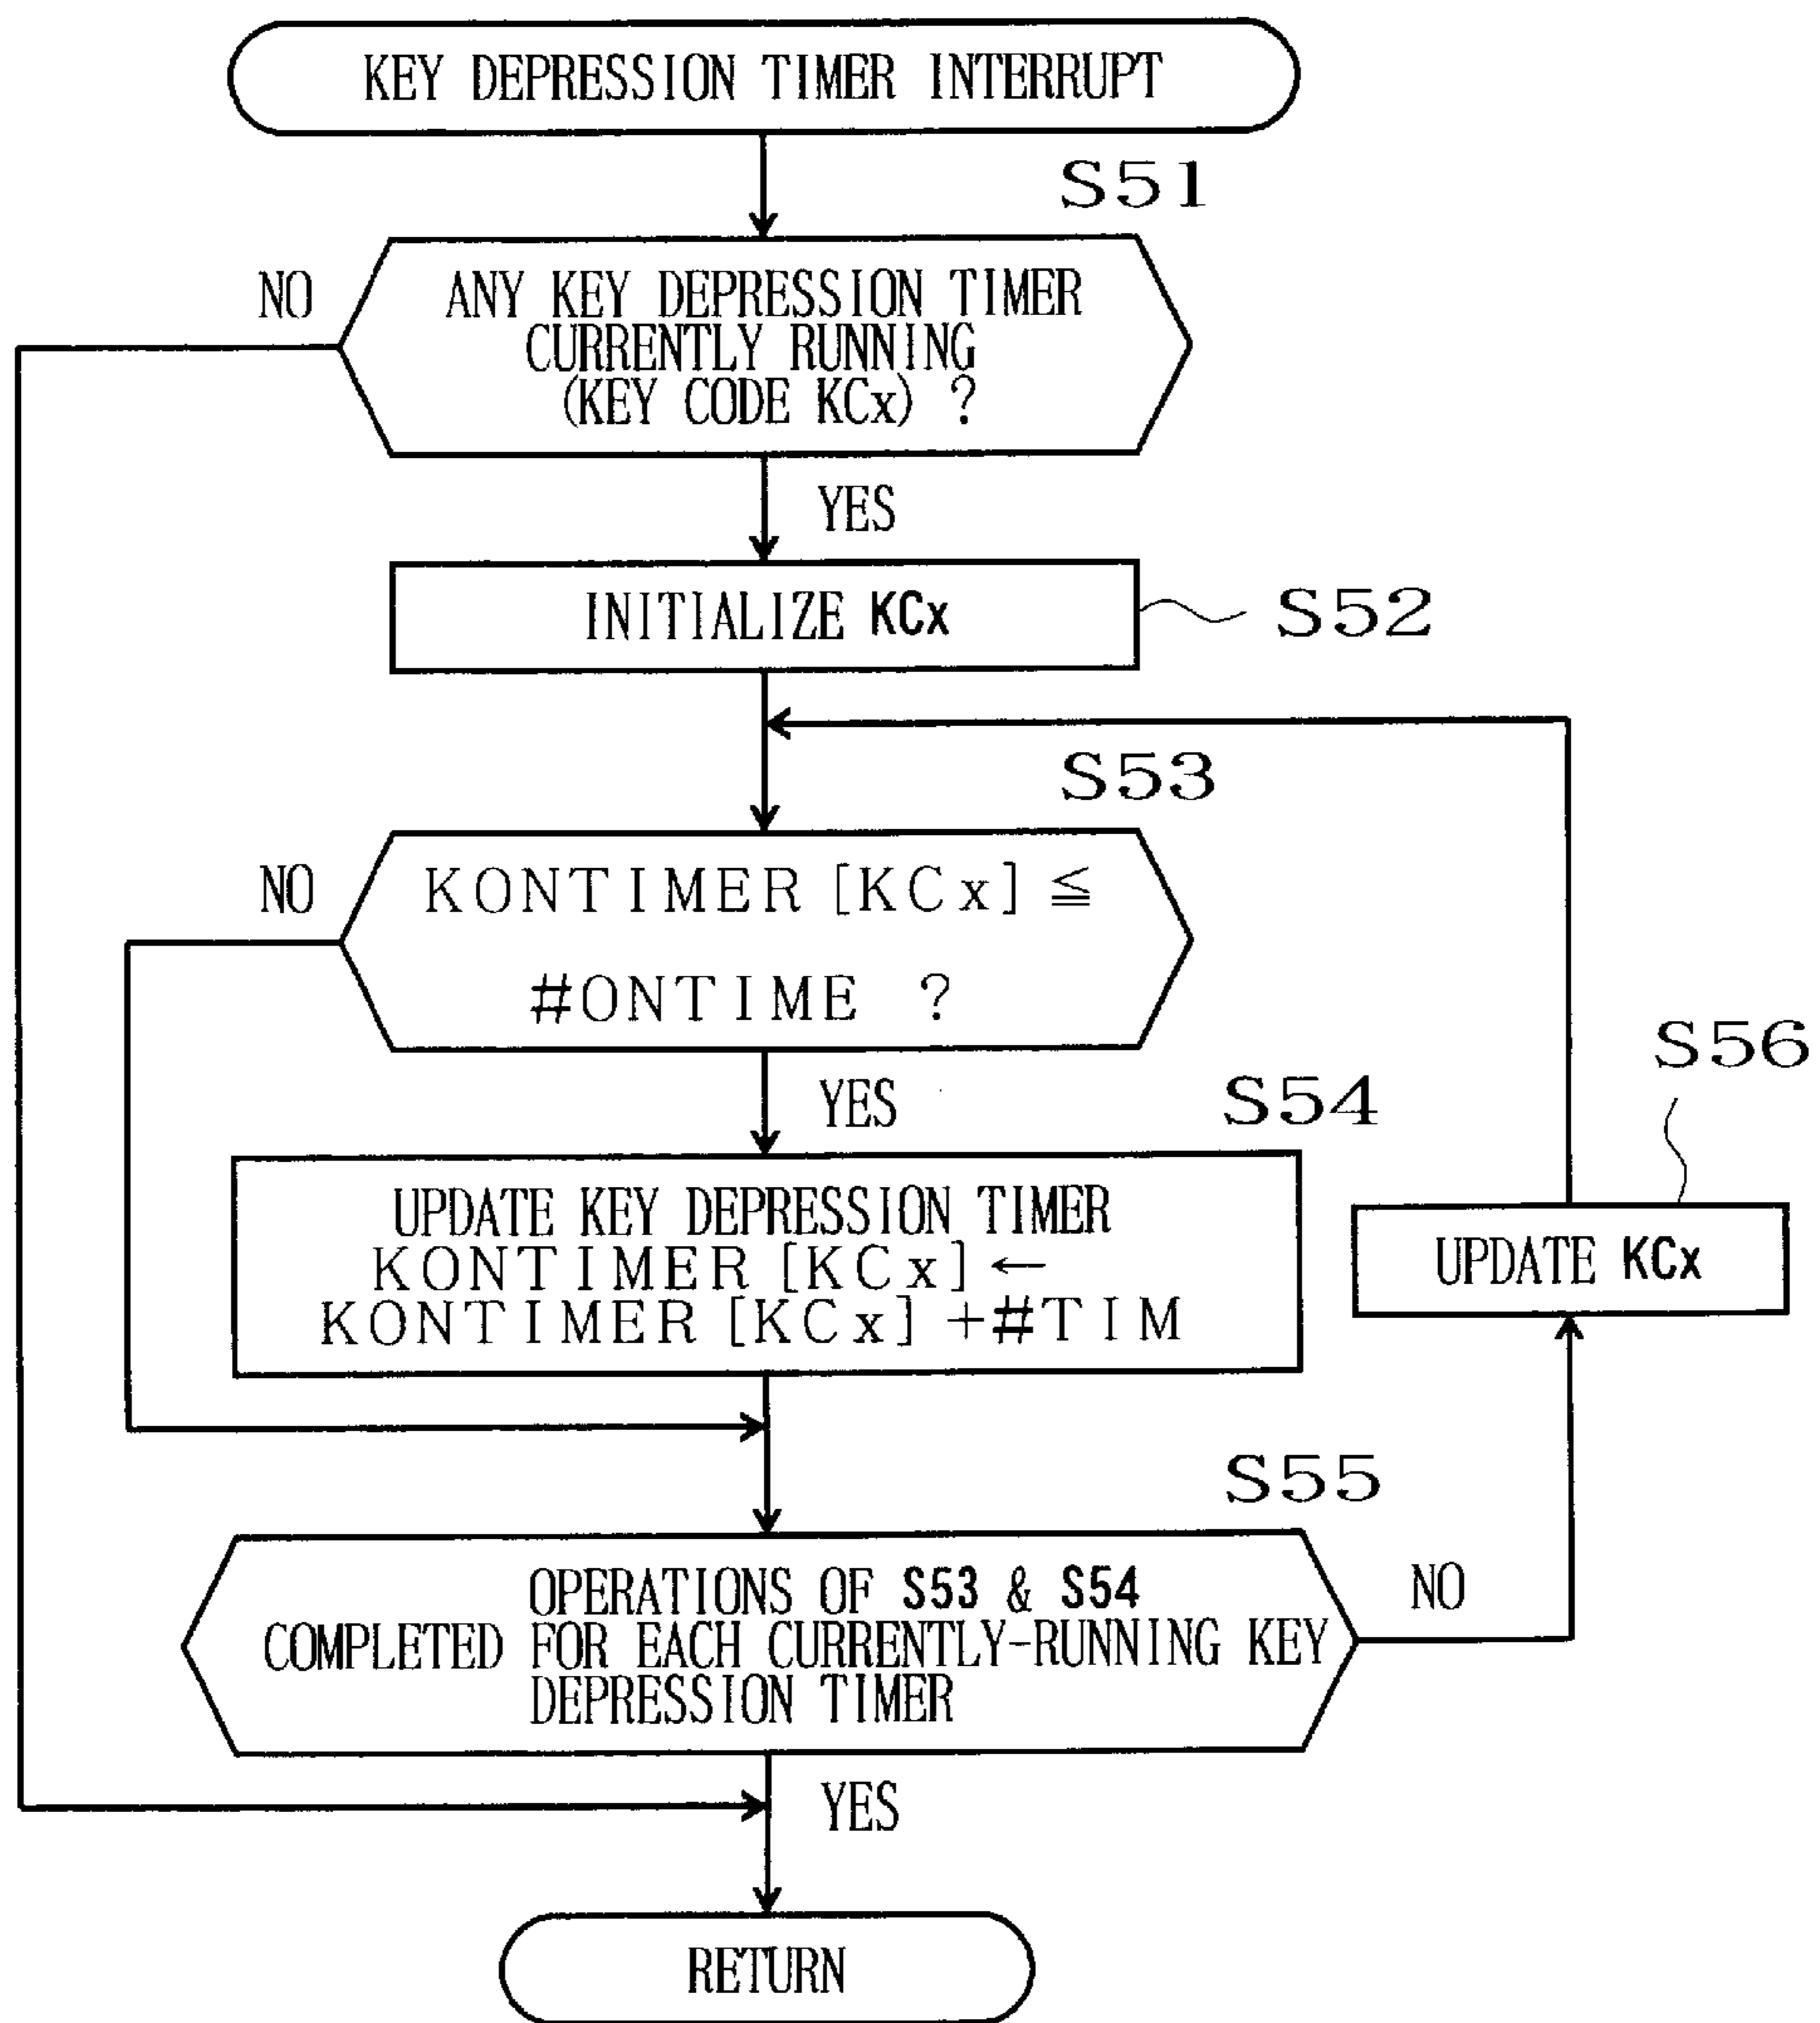 KEY DEPRESSION TIMER INTERRUPT
S51
NO
ANY KEY DEPRESSION TIMER
CURRENTLY RUNNING
(KEY CODE KCx) ?
YES
INITIALIZE KCx
S52
S53
NO
KONTIMER [KCx] ≦
#ONTIME ?
YES
S54
S56
UPDATE KEY DEPRESSION TIMER
KONTIMER [KCx] ←
KONTIMER [KCx] +#TIM
UPDATE KCx
S55
OPERATIONS OF S53 & S54
COMPLETED FOR EACH CURRENTLY-RUNNING KEY
DEPRESSION TIMER
NO
YES
RETURN